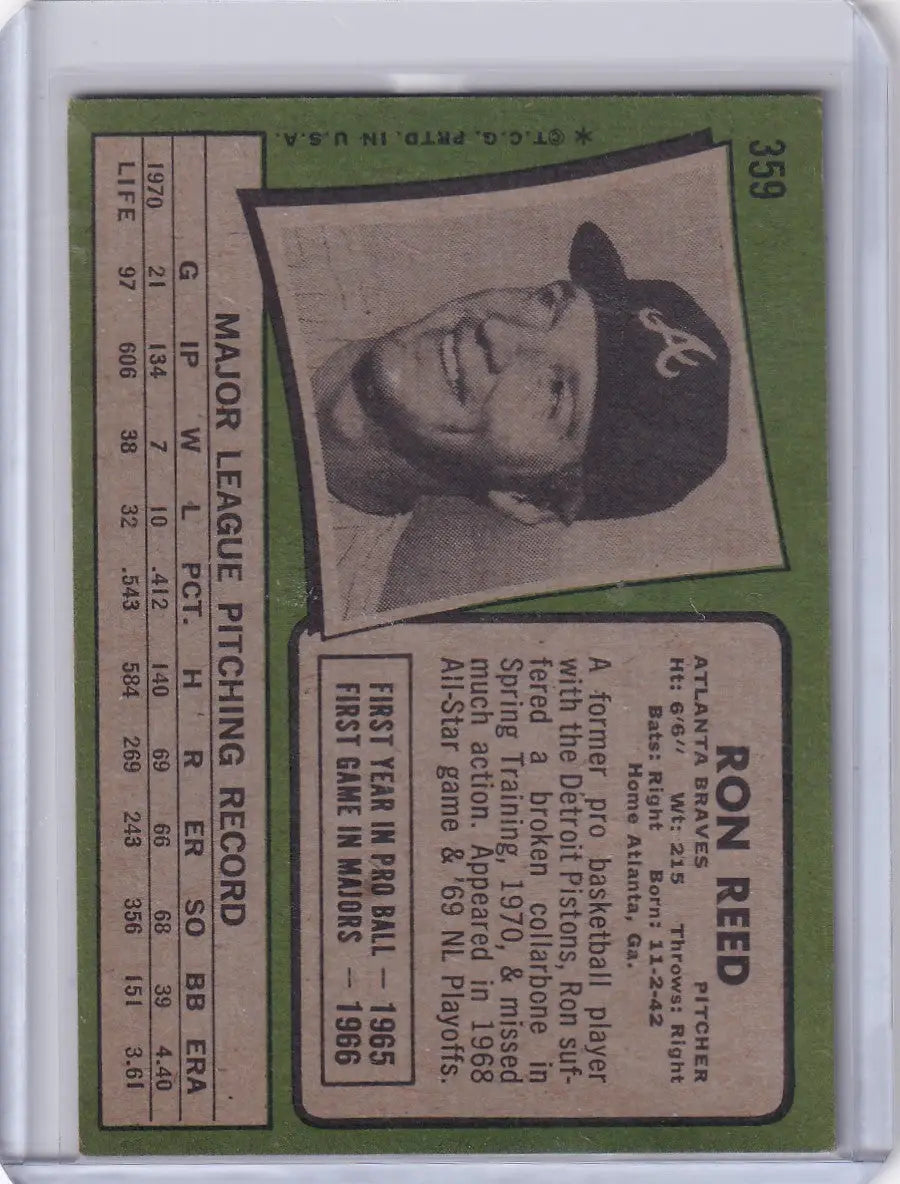 359
* ©T.C.G. PRTD. IN U.S.A.
A
RON REED
ATLANTA BRAVES PITCHER
Ht: 6'6" Wt: 215 Throws: Right
Bats: Right Born: 11-2-42
Home Atlanta, Ga.
A former pro basketball player
with the Detroit Pistons, Ron suf-
fered a broken collarbone in
Spring Training, 1970, & missed
much action. Appeared in 1968
All-Star game & '69 NL Playoffs.
FIRST YEAR IN PRO BALL — 1965
FIRST GAME IN MAJORS — 1966
MAJOR LEAGUE PITCHING RECORD
G IP W L PCT. H R ER SO BB ERA
1970 21 134 7 10 .412 140 69 66 68 39 4.40
LIFE 97 606 38 32 .543 584 269 243 356 151 3.61